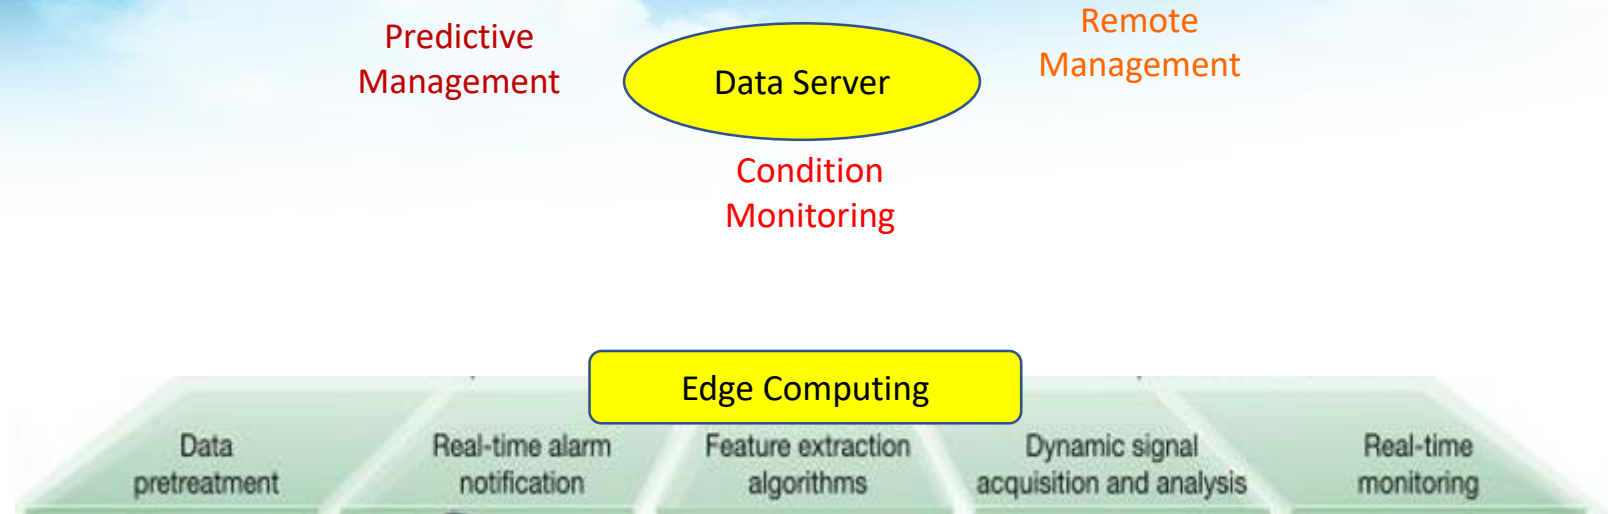 Predictive
Management
Data Server
Remote
Management
Condition
Monitoring
Edge Computing
Data
pretreatment
Real-time alarm
notification
Feature extraction
algorithms
Dynamic signal
acquisition and analysis
Real-time
monitoring